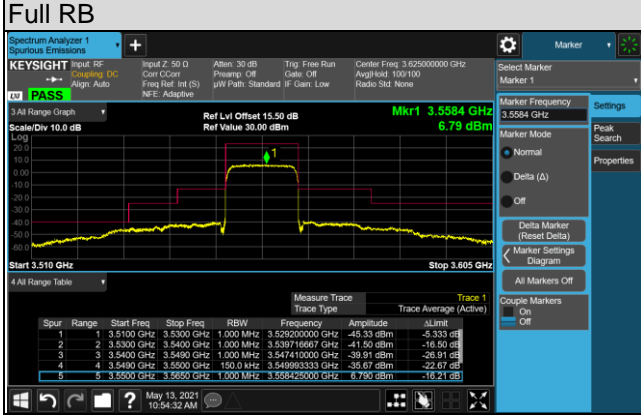 Full RB
Spectrum Analyzer 1
Spurious Emissions
Marker
KEYSIGHT
Input: RF
Coupling: DC
Align: Auto
Input Z: 50 Ω
Corr CCorr
Freq Ref: Int (S)
NFE: Adaptive
Atten: 30 dB
Preamp: Off
µW Path: Standard
Trig: Free Run
Gate: Off
IF Gain: Low
Center Freq: 3.625000000 GHz
Avg|Hold: 100/100
Radio Std: None
LXI PASS
Select Marker
Marker 1
Marker Frequency
3.5584 GHz
Settings
Marker Mode
Peak Search
Normal
Properties
Delta (Δ)
Off
Delta Marker
(Reset Delta)
Marker Settings
Diagram
All Markers Off
Couple Markers
On
Off
3 All Range Graph
Scale/Div 10.0 dB
Ref Lvl Offset 15.50 dB
Ref Value 30.00 dBm
Mkr1 3.5584 GHz
6.79 dBm
Log
20.0
10.0
0.00
-10.0
-20.0
-30.0
-40.0
-50.0
-60.0
1
Start 3.510 GHz
Stop 3.605 GHz
4 All Range Table
Measure Trace Trace 1
Trace Type Trace Average (Active)
Spur Range Start Freq Stop Freq RBW Frequency Amplitude ΔLimit
1 1 3.5100 GHz 3.5300 GHz 1.000 MHz 3.529200000 GHz -45.33 dBm -5.333 dB
2 2 3.5300 GHz 3.5400 GHz 1.000 MHz 3.539716667 GHz -41.50 dBm -16.50 dB
3 3 3.5400 GHz 3.5490 GHz 1.000 MHz 3.547410000 GHz -39.91 dBm -26.91 dB
4 4 3.5490 GHz 3.5500 GHz 150.0 kHz 3.549993333 GHz -35.67 dBm -22.67 dB
5 5 3.5500 GHz 3.5650 GHz 1.000 MHz 3.558425000 GHz 6.790 dBm -16.21 dB
May 13, 2021
10:54:32 AM